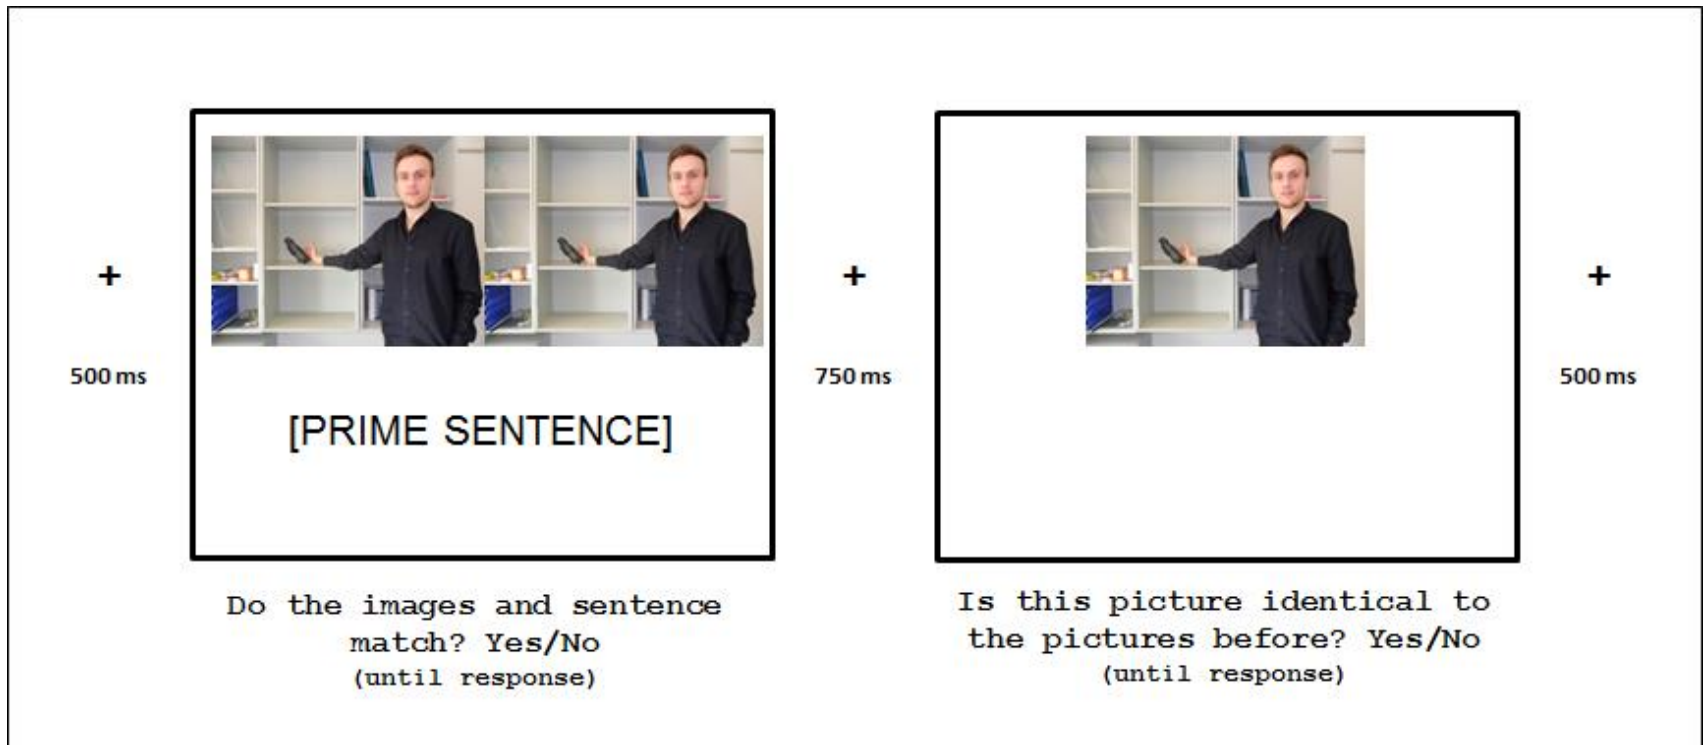 +
500 ms
[PRIME SENTENCE]
Do the images and sentence
match? Yes/No
(until response)
+
750 ms
Is this picture identical to
the pictures before? Yes/No
(until response)
+
500 ms